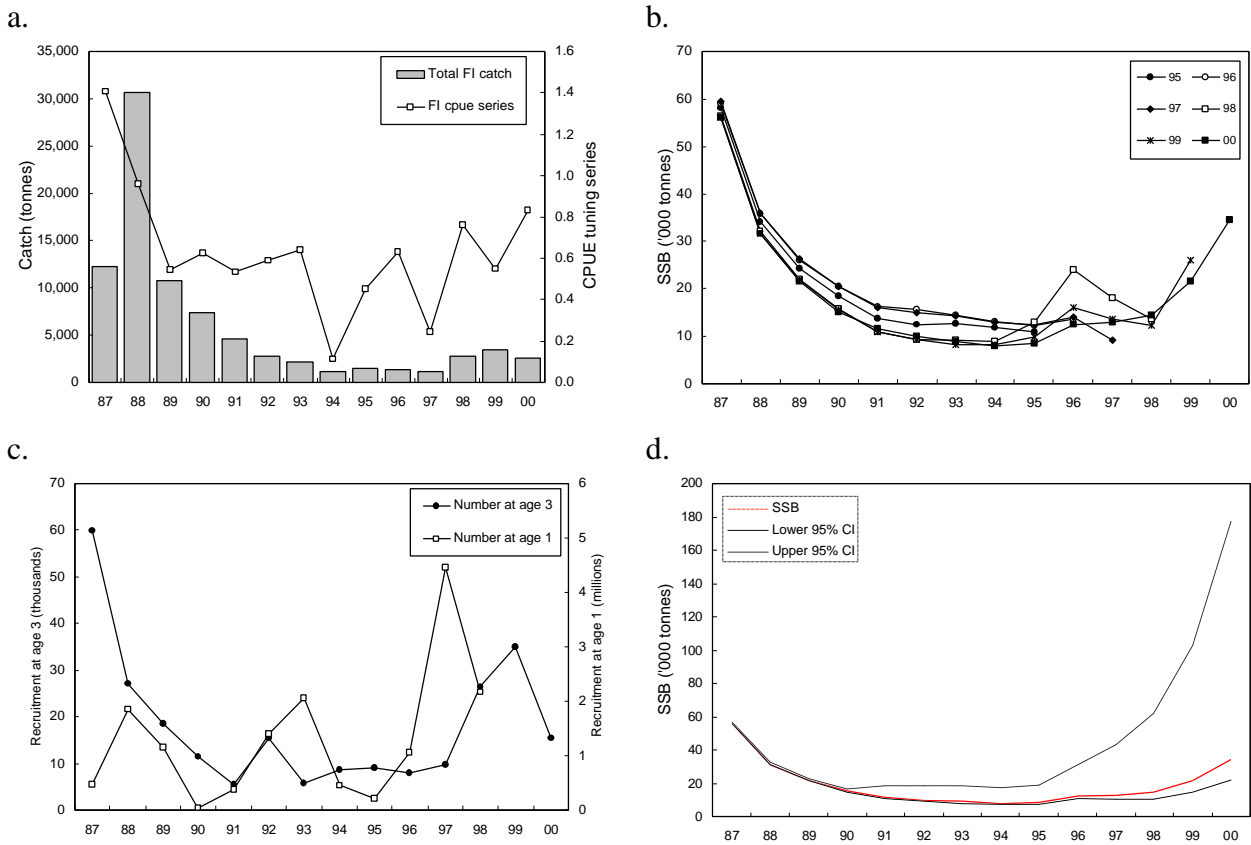 a.
35,000
30,000
25,000
20,000
15,000
10,000
5,000
0
Catch (tonnes)
1.6
1.4
1.2
1.0
0.8
0.6
0.4
0.2
0.0
CPUE tuning series
Total FI catch
FI cpue series
87 88 89 90 91 92 93 94 95 96 97 98 99 00
b.
70
60
50
40
30
20
10
0
SSB ('000 tonnes)
95 96
97 98
99 00
87 88 89 90 91 92 93 94 95 96 97 98 99 00
c.
70
60
50
40
30
20
10
0
Recruitment at age 3 (thousands)
6
5
4
3
2
1
0
Recruitment at age 1 (millions)
Number at age 3
Number at age 1
87 88 89 90 91 92 93 94 95 96 97 98 99 00
d.
200
180
160
140
120
100
80
60
40
20
0
SSB ('000 tonnes)
SSB
Lower 95% CI
Upper 95% CI
87 88 89 90 91 92 93 94 95 96 97 98 99 00